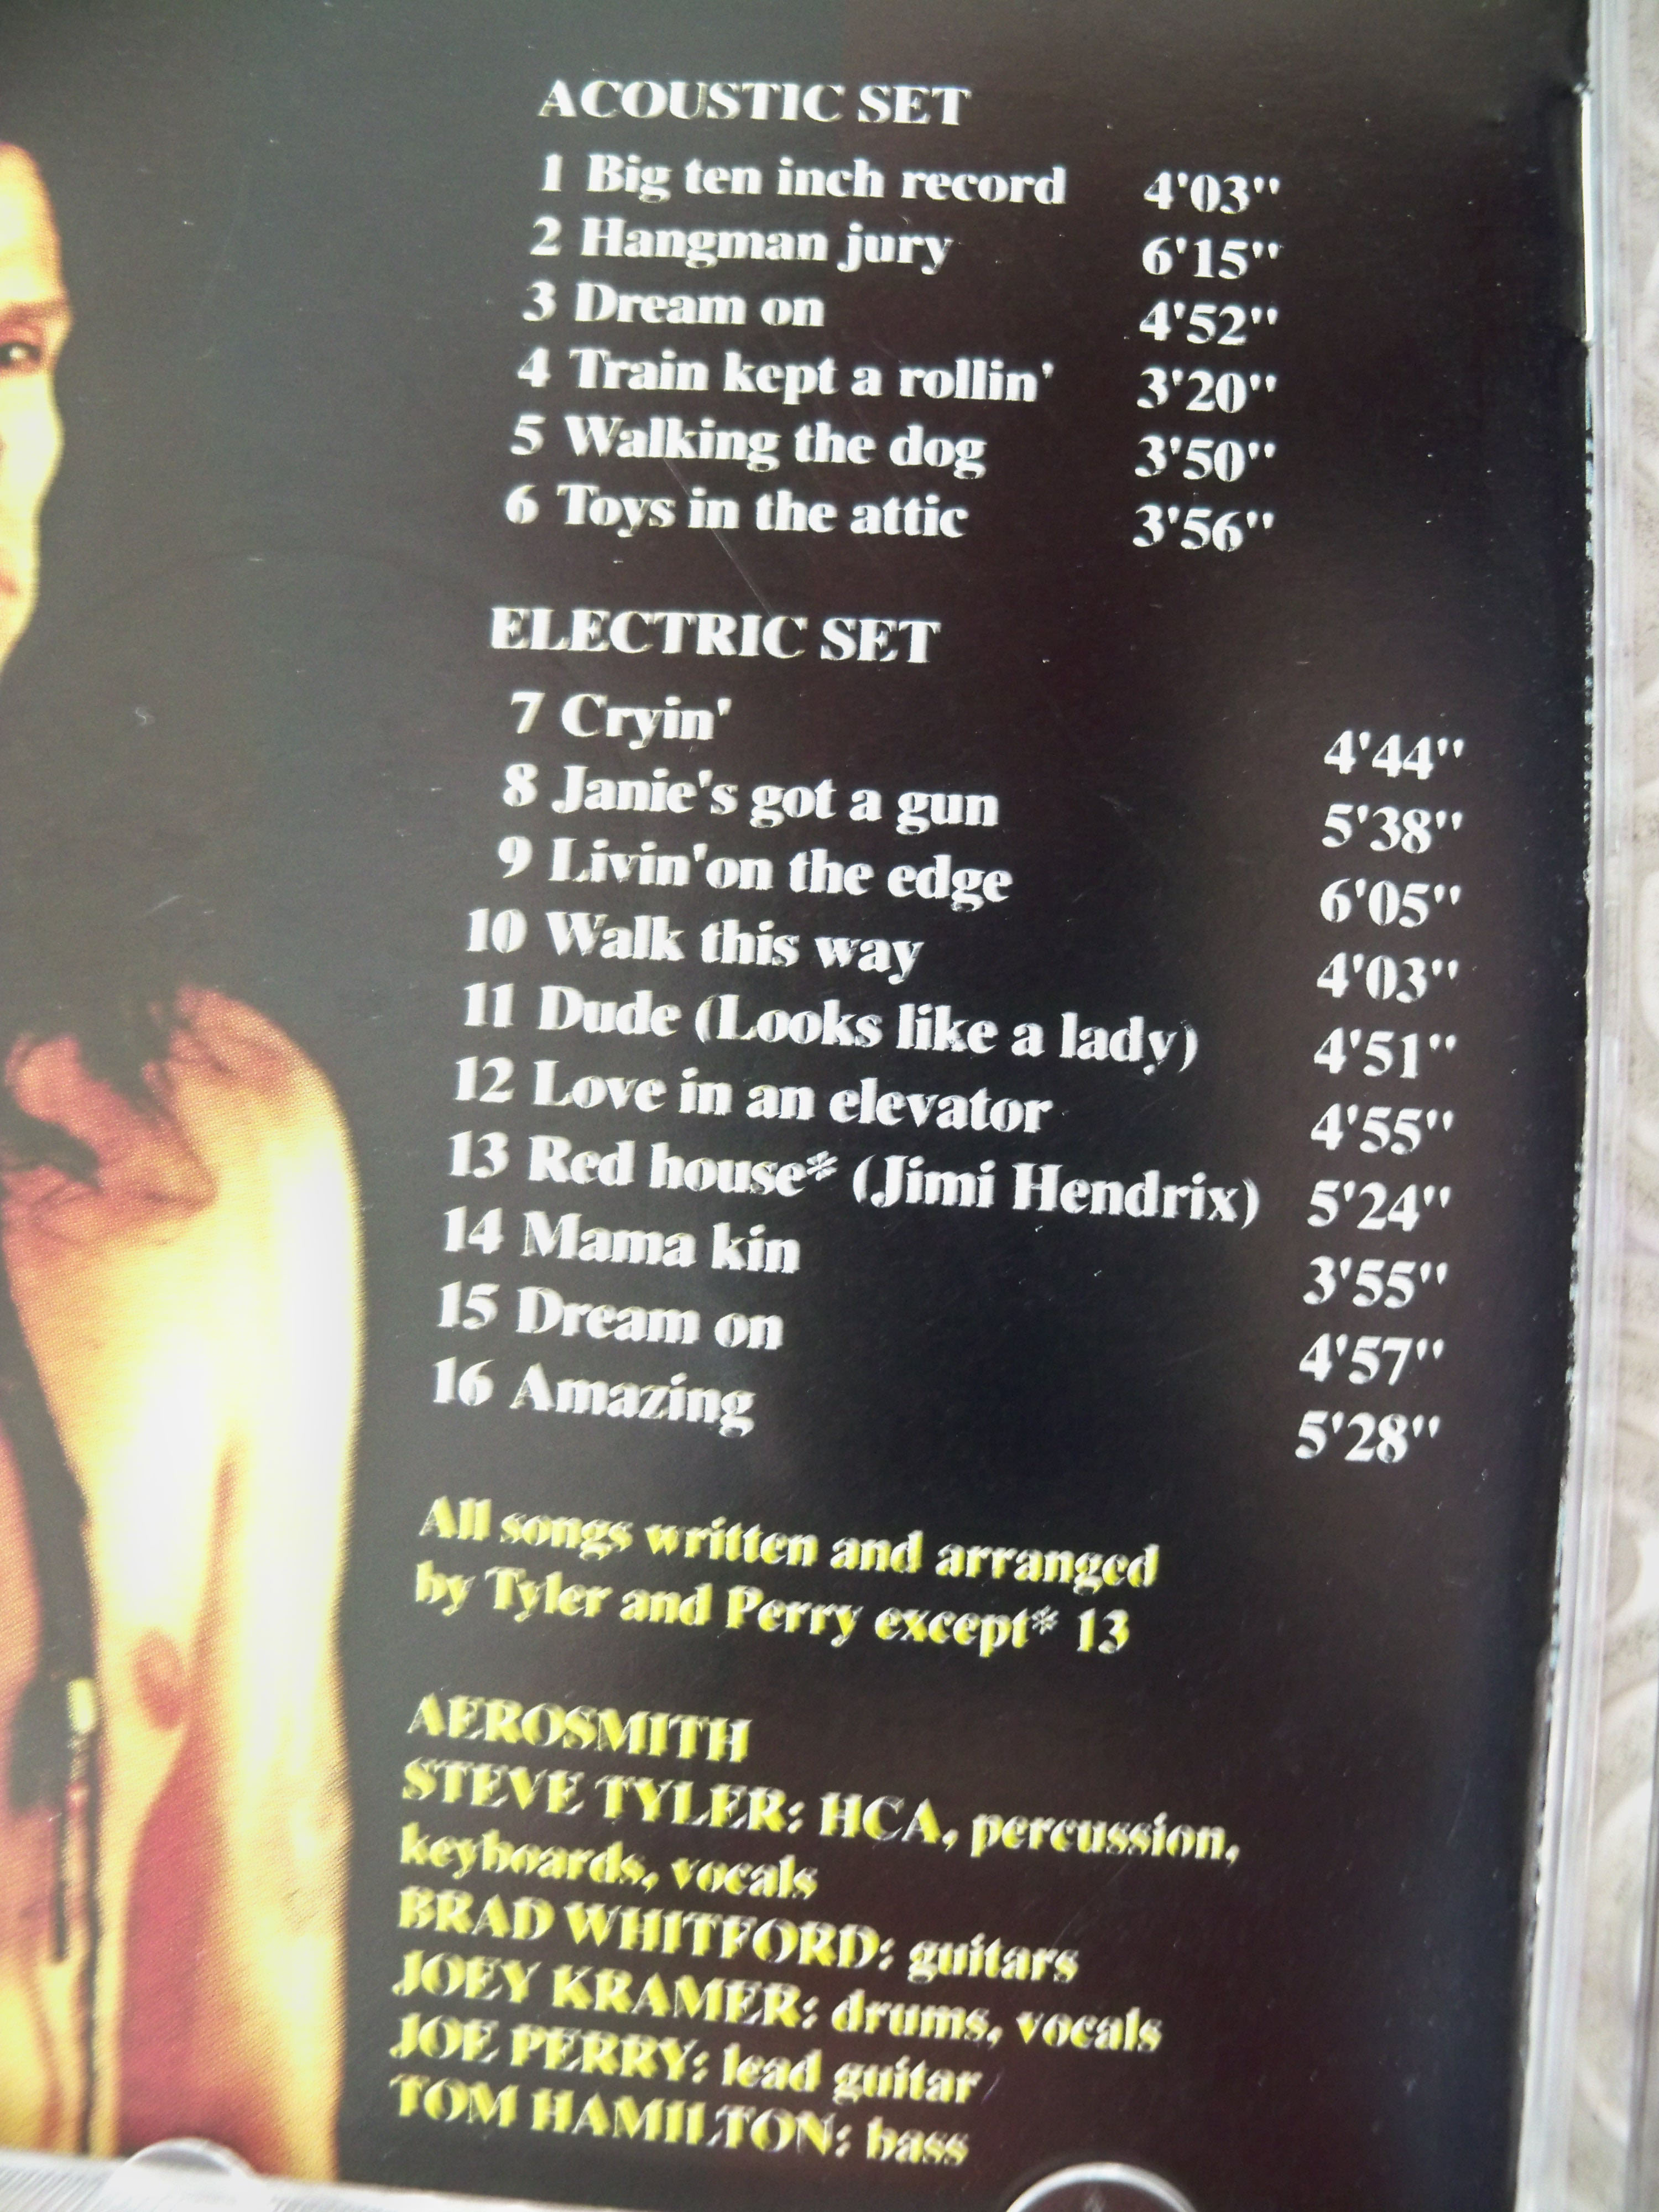 ACOUSTIC SET
1 Big ten inch record 4'03''
2 Hangman jury 6'15''
3 Dream on 4'52''
4 Train kept a rollin' 3'20''
5 Walking the dog 3'50''
6 Toys in the attic 3'56''
ELECTRIC SET
7 Cryin' 4'44''
8 Janie's got a gun 5'38''
9 Livin'on the edge 6'05''
10 Walk this way 4'03''
11 Dude (Looks like a lady) 4'51''
12 Love in an elevator 4'55''
13 Red house* (Jimi Hendrix) 5'24''
14 Mama kin 3'55''
15 Dream on 4'57''
16 Amazing 5'28''
All songs written and arranged
by Tyler and Perry except* 13
AEROSMITH
STEVE TYLER: HCA, percussion,
keyboards, vocals
BRAD WHITFORD: guitars
JOEY KRAMER: drums, vocals
JOE PERRY: lead guitar
TOM HAMILTON: bass